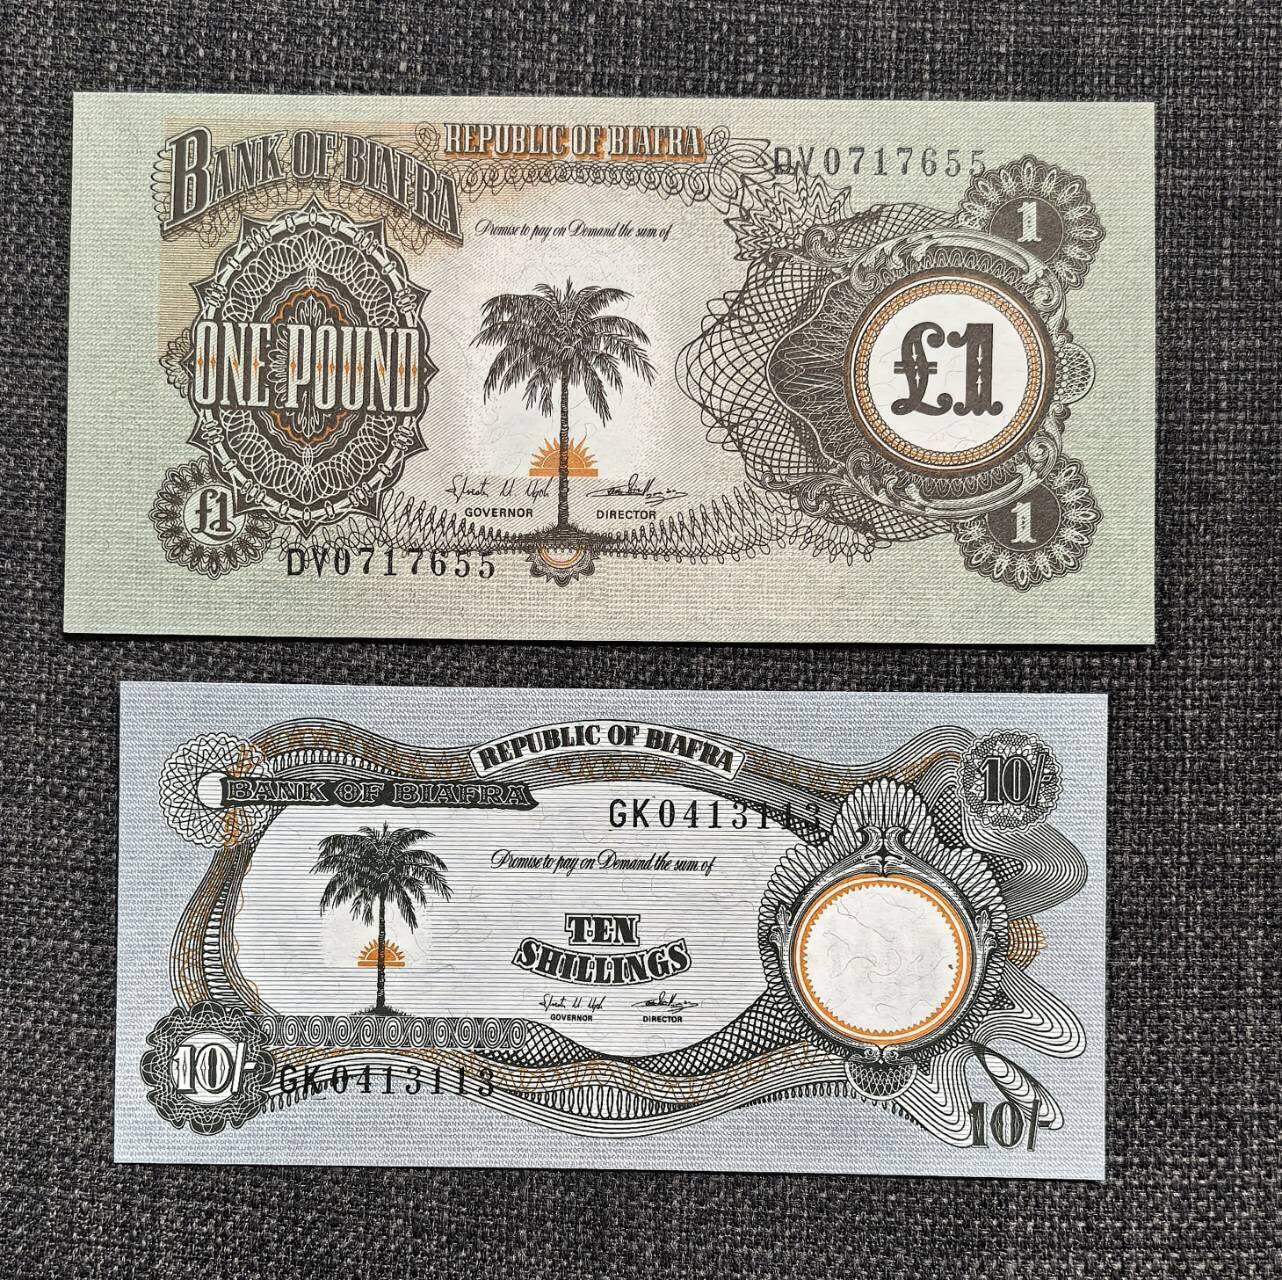 BANK OF BIAFRA
REPUBLIC OF BIAFRA
DV0717655
1
Promise to pay on Demand the sum of
ONE POUND
£1
GOVERNOR
DIRECTOR
£1
1
DV0717655
REPUBLIC OF BIAFRA
10/-
BANK OF BIAFRA
GK0413113
Promise to pay on Demand the sum of
TEN
SHILLINGS
GOVERNOR
DIRECTOR
10/-
GK0413113
10/-